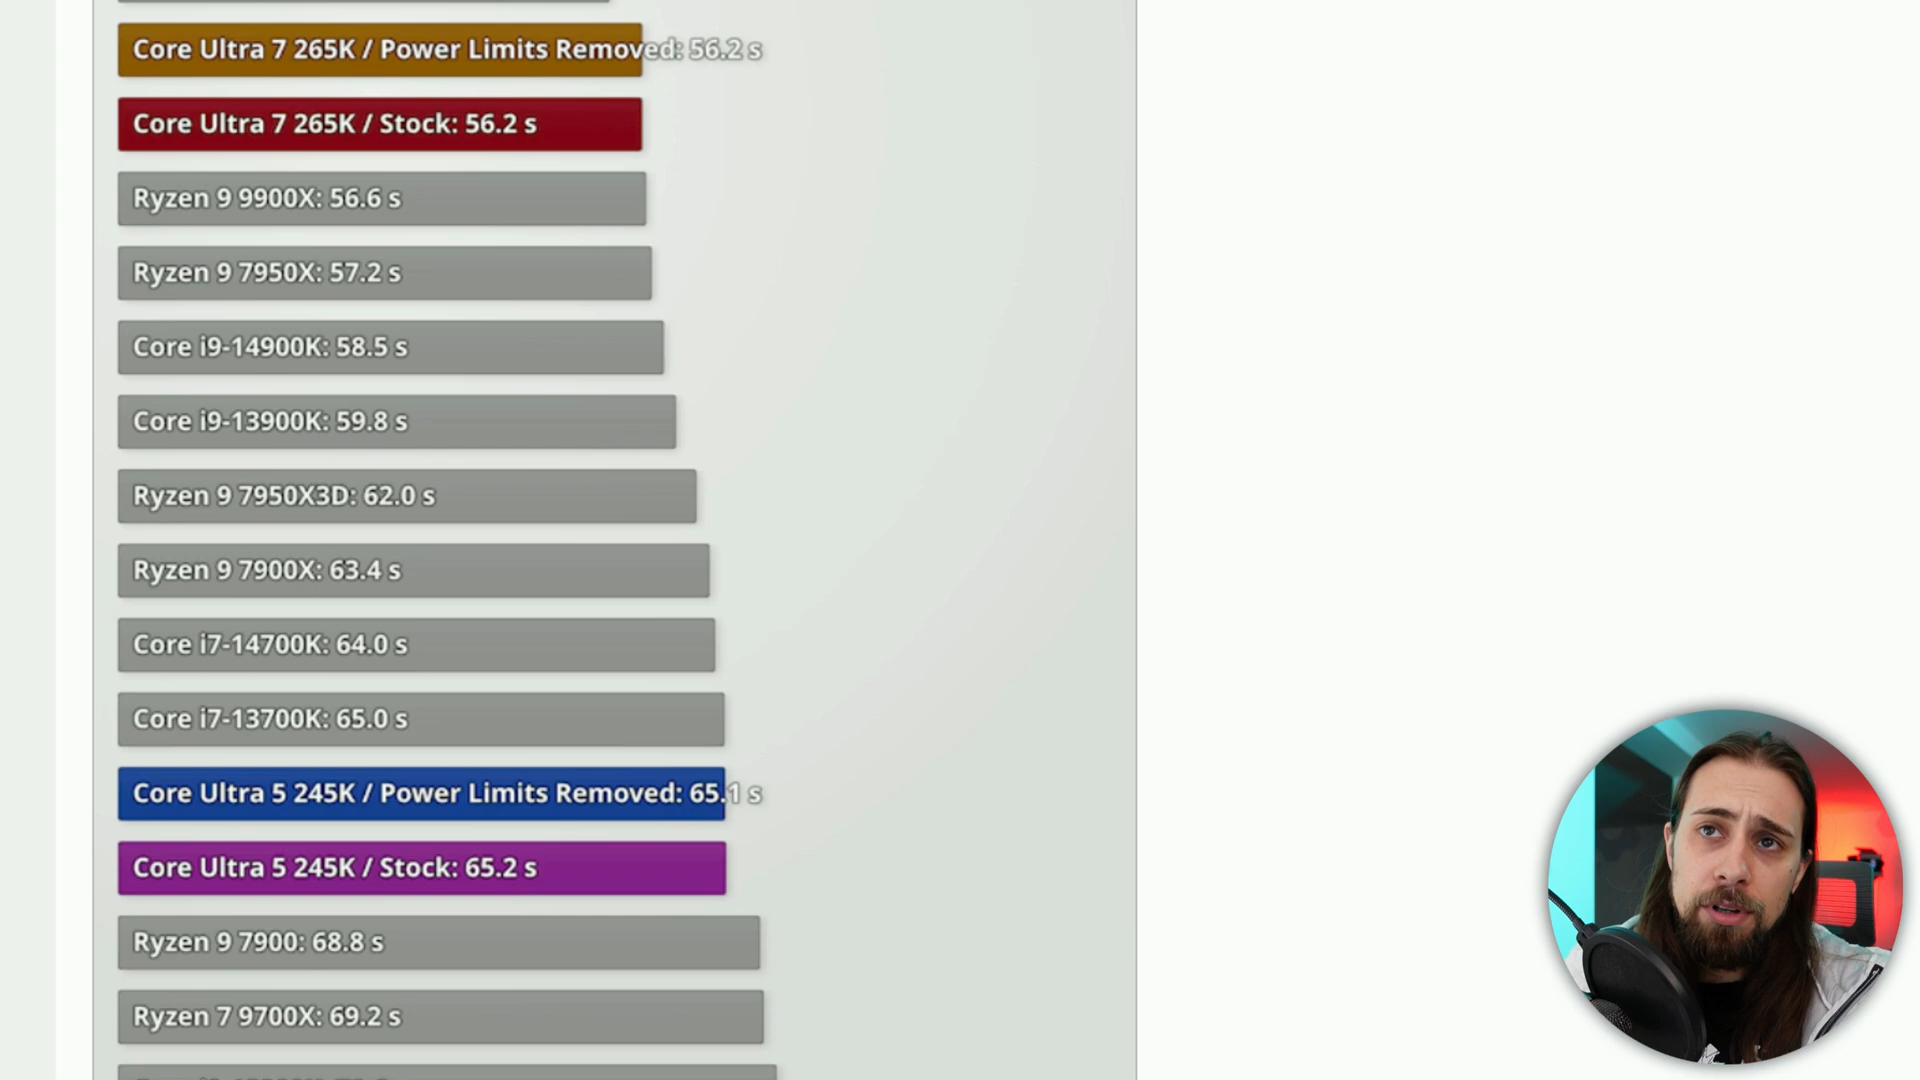 Core Ultra 7 265K / Power Limits Removed: 56.2 s
Core Ultra 7 265K / Stock: 56.2 s
Ryzen 9 9900X: 56.6 s
Ryzen 9 7950X: 57.2 s
Core i9-14900K: 58.5 s
Core i9-13900K: 59.8 s
Ryzen 9 7950X3D: 62.0 s
Ryzen 9 7900X: 63.4 s
Core i7-14700K: 64.0 s
Core i7-13700K: 65.0 s
Core Ultra 5 245K / Power Limits Removed: 65.1 s
Core Ultra 5 245K / Stock: 65.2 s
Ryzen 9 7900: 68.8 s
Ryzen 7 9700X: 69.2 s